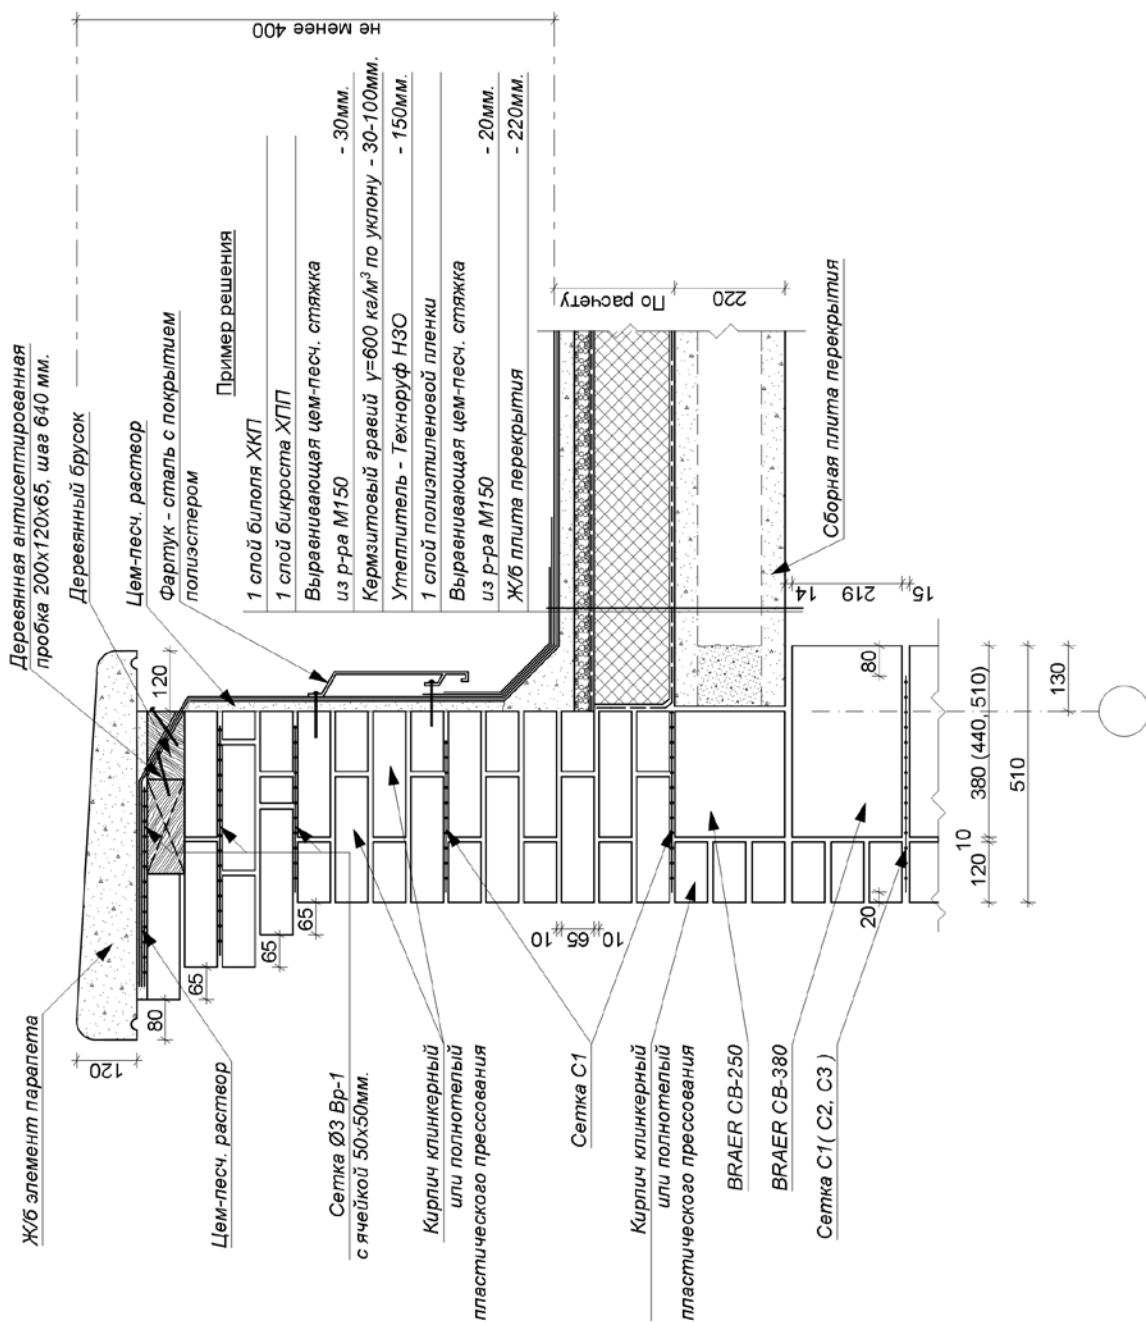 не менее 400
Деревянная антисептированная
пробка 200х120х65, шаг 640 мм.
Деревянный брусок
Цем-песч. раствор
Фартук - сталь с покрытием
полиэстером
Пример решения
1 слой биполя ХКП
1 слой бикроста ХПП
Выравнивающая цем-песч. стяжка
из р-ра М150 - 30мм.
Кермзитовый гравий γ=600 кг/м³ по уклону - 30-100мм.
Утеплитель - Техноруф Н30 - 150мм.
1 слой полиэтиленовой пленки
Выравнивающая цем-песч. стяжка
из р-ра М150 - 20мм.
Ж/б плита перекрытия - 220мм.
По расчету
220
Сборная плита перекрытия
120
80
14
219
15
130
380 (440, 510)
510
10
120
20
10
65
10
65
65
65
80
120
Ж/б элемент парапета
Цем-песч. раствор
Сетка Ø3 Вр-1
с ячейкой 50х50мм.
Кирпич клинкерный
или полнотелый
пластического прессования
Сетка С1
Кирпич клинкерный
или полнотелый
пластического прессования
BRAER CB-250
BRAER CB-380
Сетка С1( С2, С3 )